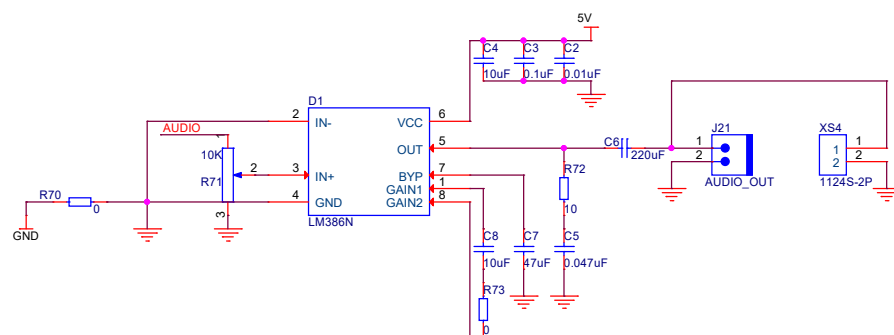 5V
C4
C3
C2
10uF
0.1uF
0.01uF
D1
2
IN-
VCC
6
AUDIO
OUT
5
C6
220uF
J21
1
2
AUDIO_OUT
XS4
1
2
1
2
1124S-2P
10K
2
3
IN+
R71
BYP
7
R72
GAIN1
1
R70
0
4
GND
GAIN2
8
10
3
LM386N
GND
C8
10uF
C7
47uF
C5
0.047uF
R73
0